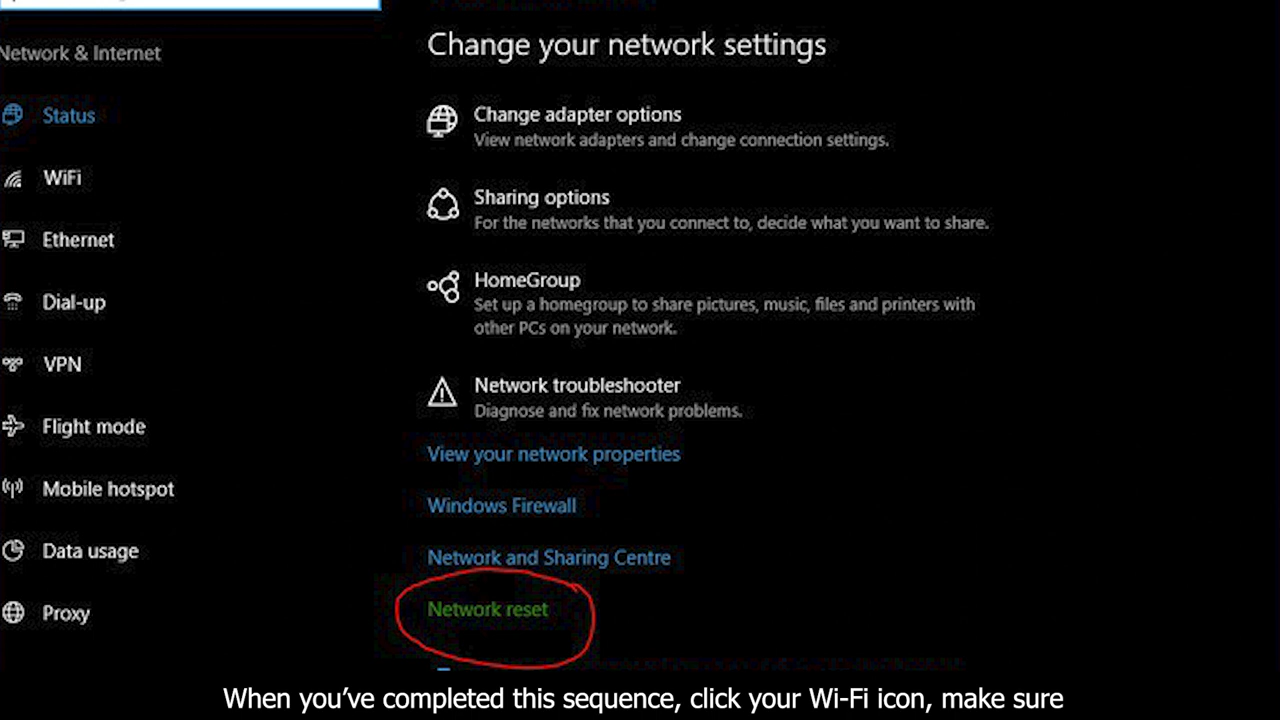 Network & Internet
Status
WiFi
Ethernet
Dial-up
VPN
Flight mode
Mobile hotspot
Data usage
Proxy
Change your network settings
Change adapter options
View network adapters and change connection settings.
Sharing options
For the networks that you connect to, decide what you want to share.
HomeGroup
Set up a homegroup to share pictures, music, files and printers with
other PCs on your network.
Network troubleshooter
Diagnose and fix network problems.
View your network properties
Windows Firewall
Network and Sharing Centre
Network reset
When you’ve completed this sequence, click your Wi-Fi icon, make sure